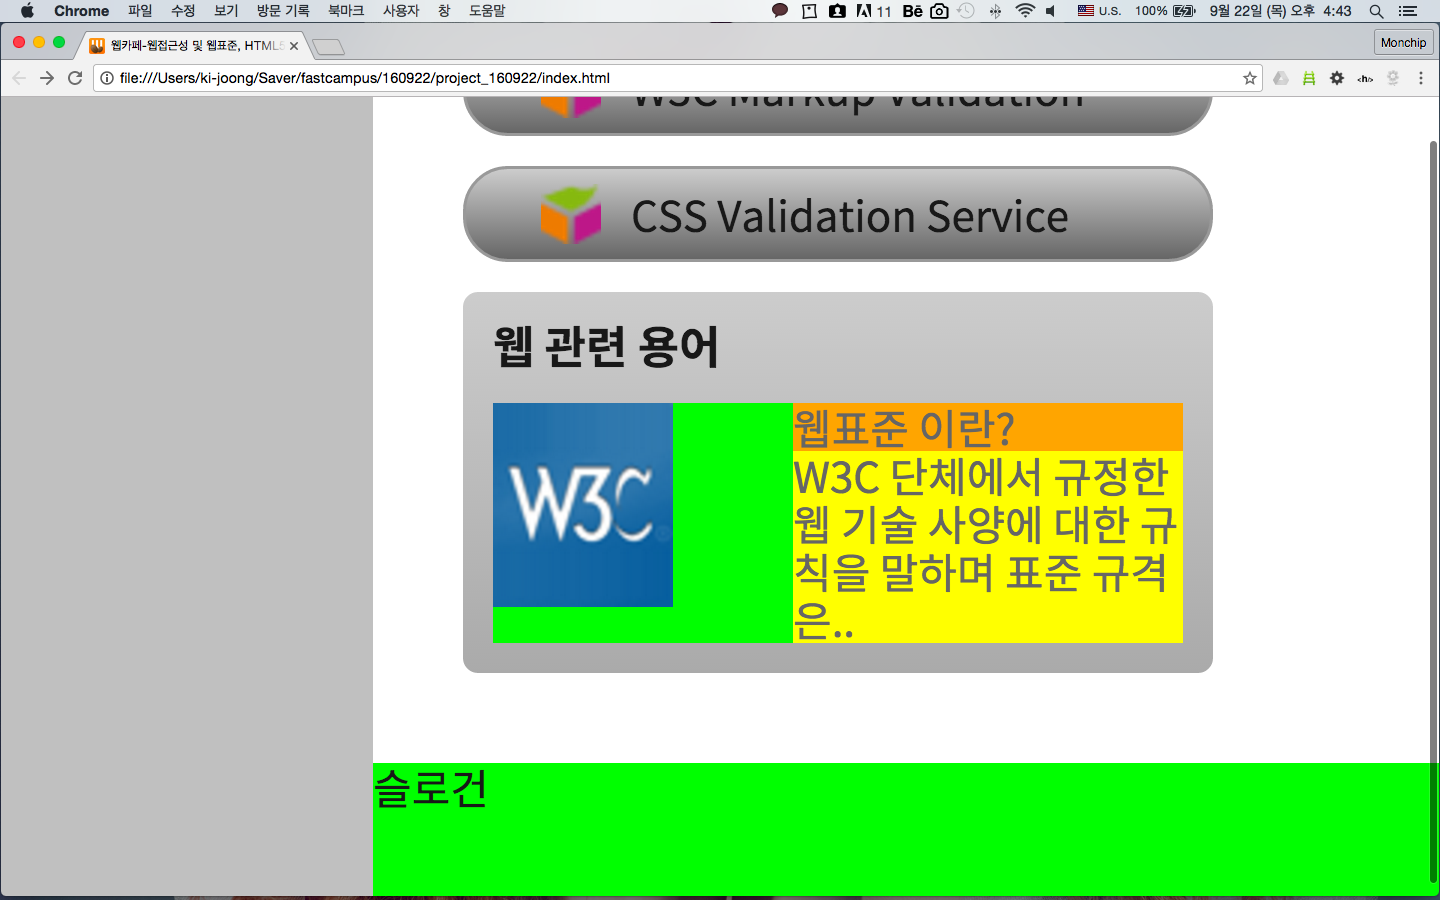 Chrome 파일 수정 보기 방문 기록 북마크 사용자 창 도움말 11 Bē U.S. 100% 9월 22일 (목) 오후 4:43
웹카페-웹접근성 및 웹표준, HTML5
Monchip
file:///Users/ki-joong/Saver/fastcampus/160922/project_160922/index.html
<h/>
W3C Markup Validation
CSS Validation Service
웹 관련 용어
W3C
웹표준 이란?
W3C 단체에서 규정한
웹 기술 사양에 대한 규
칙을 말하며 표준 규격
은..
슬로건